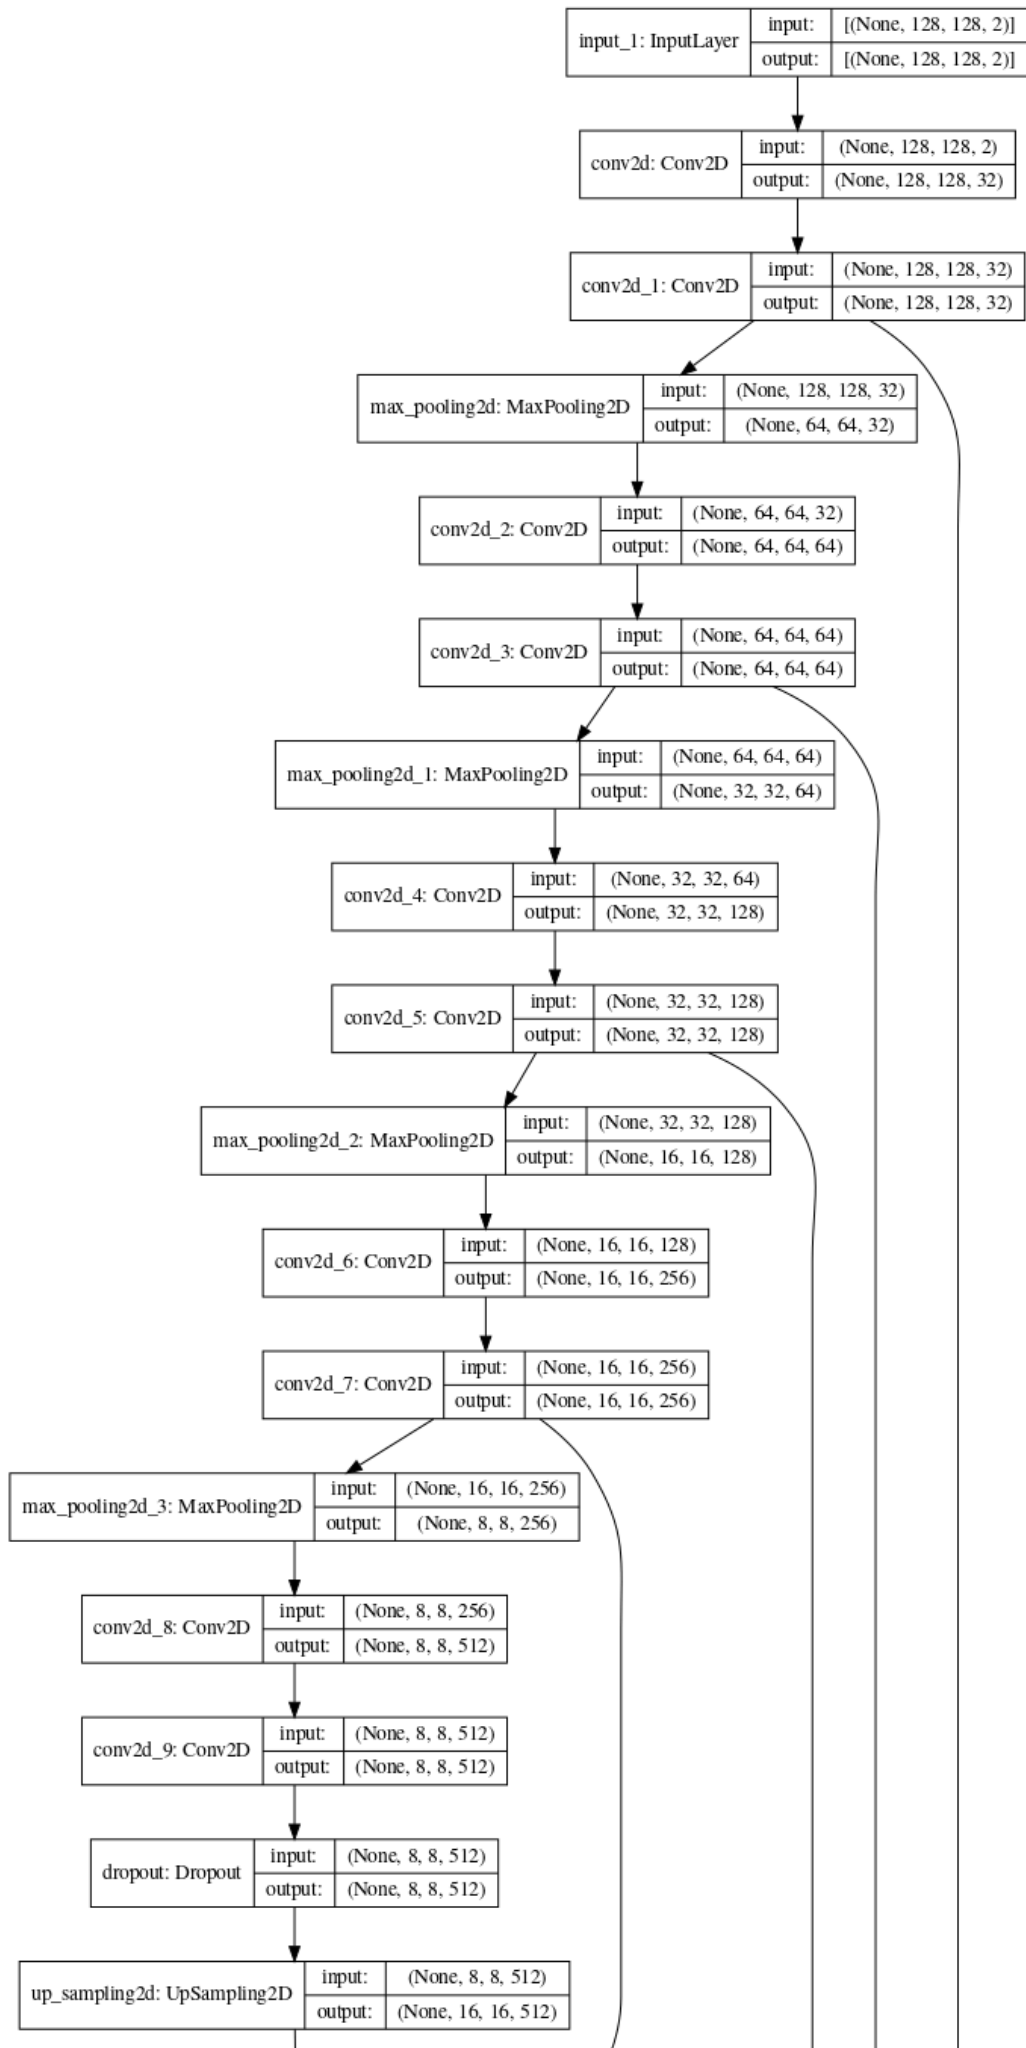 input_1: InputLayer
input: [(None, 128, 128, 2)]
output: [(None, 128, 128, 2)]
conv2d: Conv2D
input: (None, 128, 128, 2)
output: (None, 128, 128, 32)
conv2d_1: Conv2D
input: (None, 128, 128, 32)
output: (None, 128, 128, 32)
max_pooling2d: MaxPooling2D
input: (None, 128, 128, 32)
output: (None, 64, 64, 32)
conv2d_2: Conv2D
input: (None, 64, 64, 32)
output: (None, 64, 64, 64)
conv2d_3: Conv2D
input: (None, 64, 64, 64)
output: (None, 64, 64, 64)
max_pooling2d_1: MaxPooling2D
input: (None, 64, 64, 64)
output: (None, 32, 32, 64)
conv2d_4: Conv2D
input: (None, 32, 32, 64)
output: (None, 32, 32, 128)
conv2d_5: Conv2D
input: (None, 32, 32, 128)
output: (None, 32, 32, 128)
max_pooling2d_2: MaxPooling2D
input: (None, 32, 32, 128)
output: (None, 16, 16, 128)
conv2d_6: Conv2D
input: (None, 16, 16, 128)
output: (None, 16, 16, 256)
conv2d_7: Conv2D
input: (None, 16, 16, 256)
output: (None, 16, 16, 256)
max_pooling2d_3: MaxPooling2D
input: (None, 16, 16, 256)
output: (None, 8, 8, 256)
conv2d_8: Conv2D
input: (None, 8, 8, 256)
output: (None, 8, 8, 512)
conv2d_9: Conv2D
input: (None, 8, 8, 512)
output: (None, 8, 8, 512)
dropout: Dropout
input: (None, 8, 8, 512)
output: (None, 8, 8, 512)
up_sampling2d: UpSampling2D
input: (None, 8, 8, 512)
output: (None, 16, 16, 512)